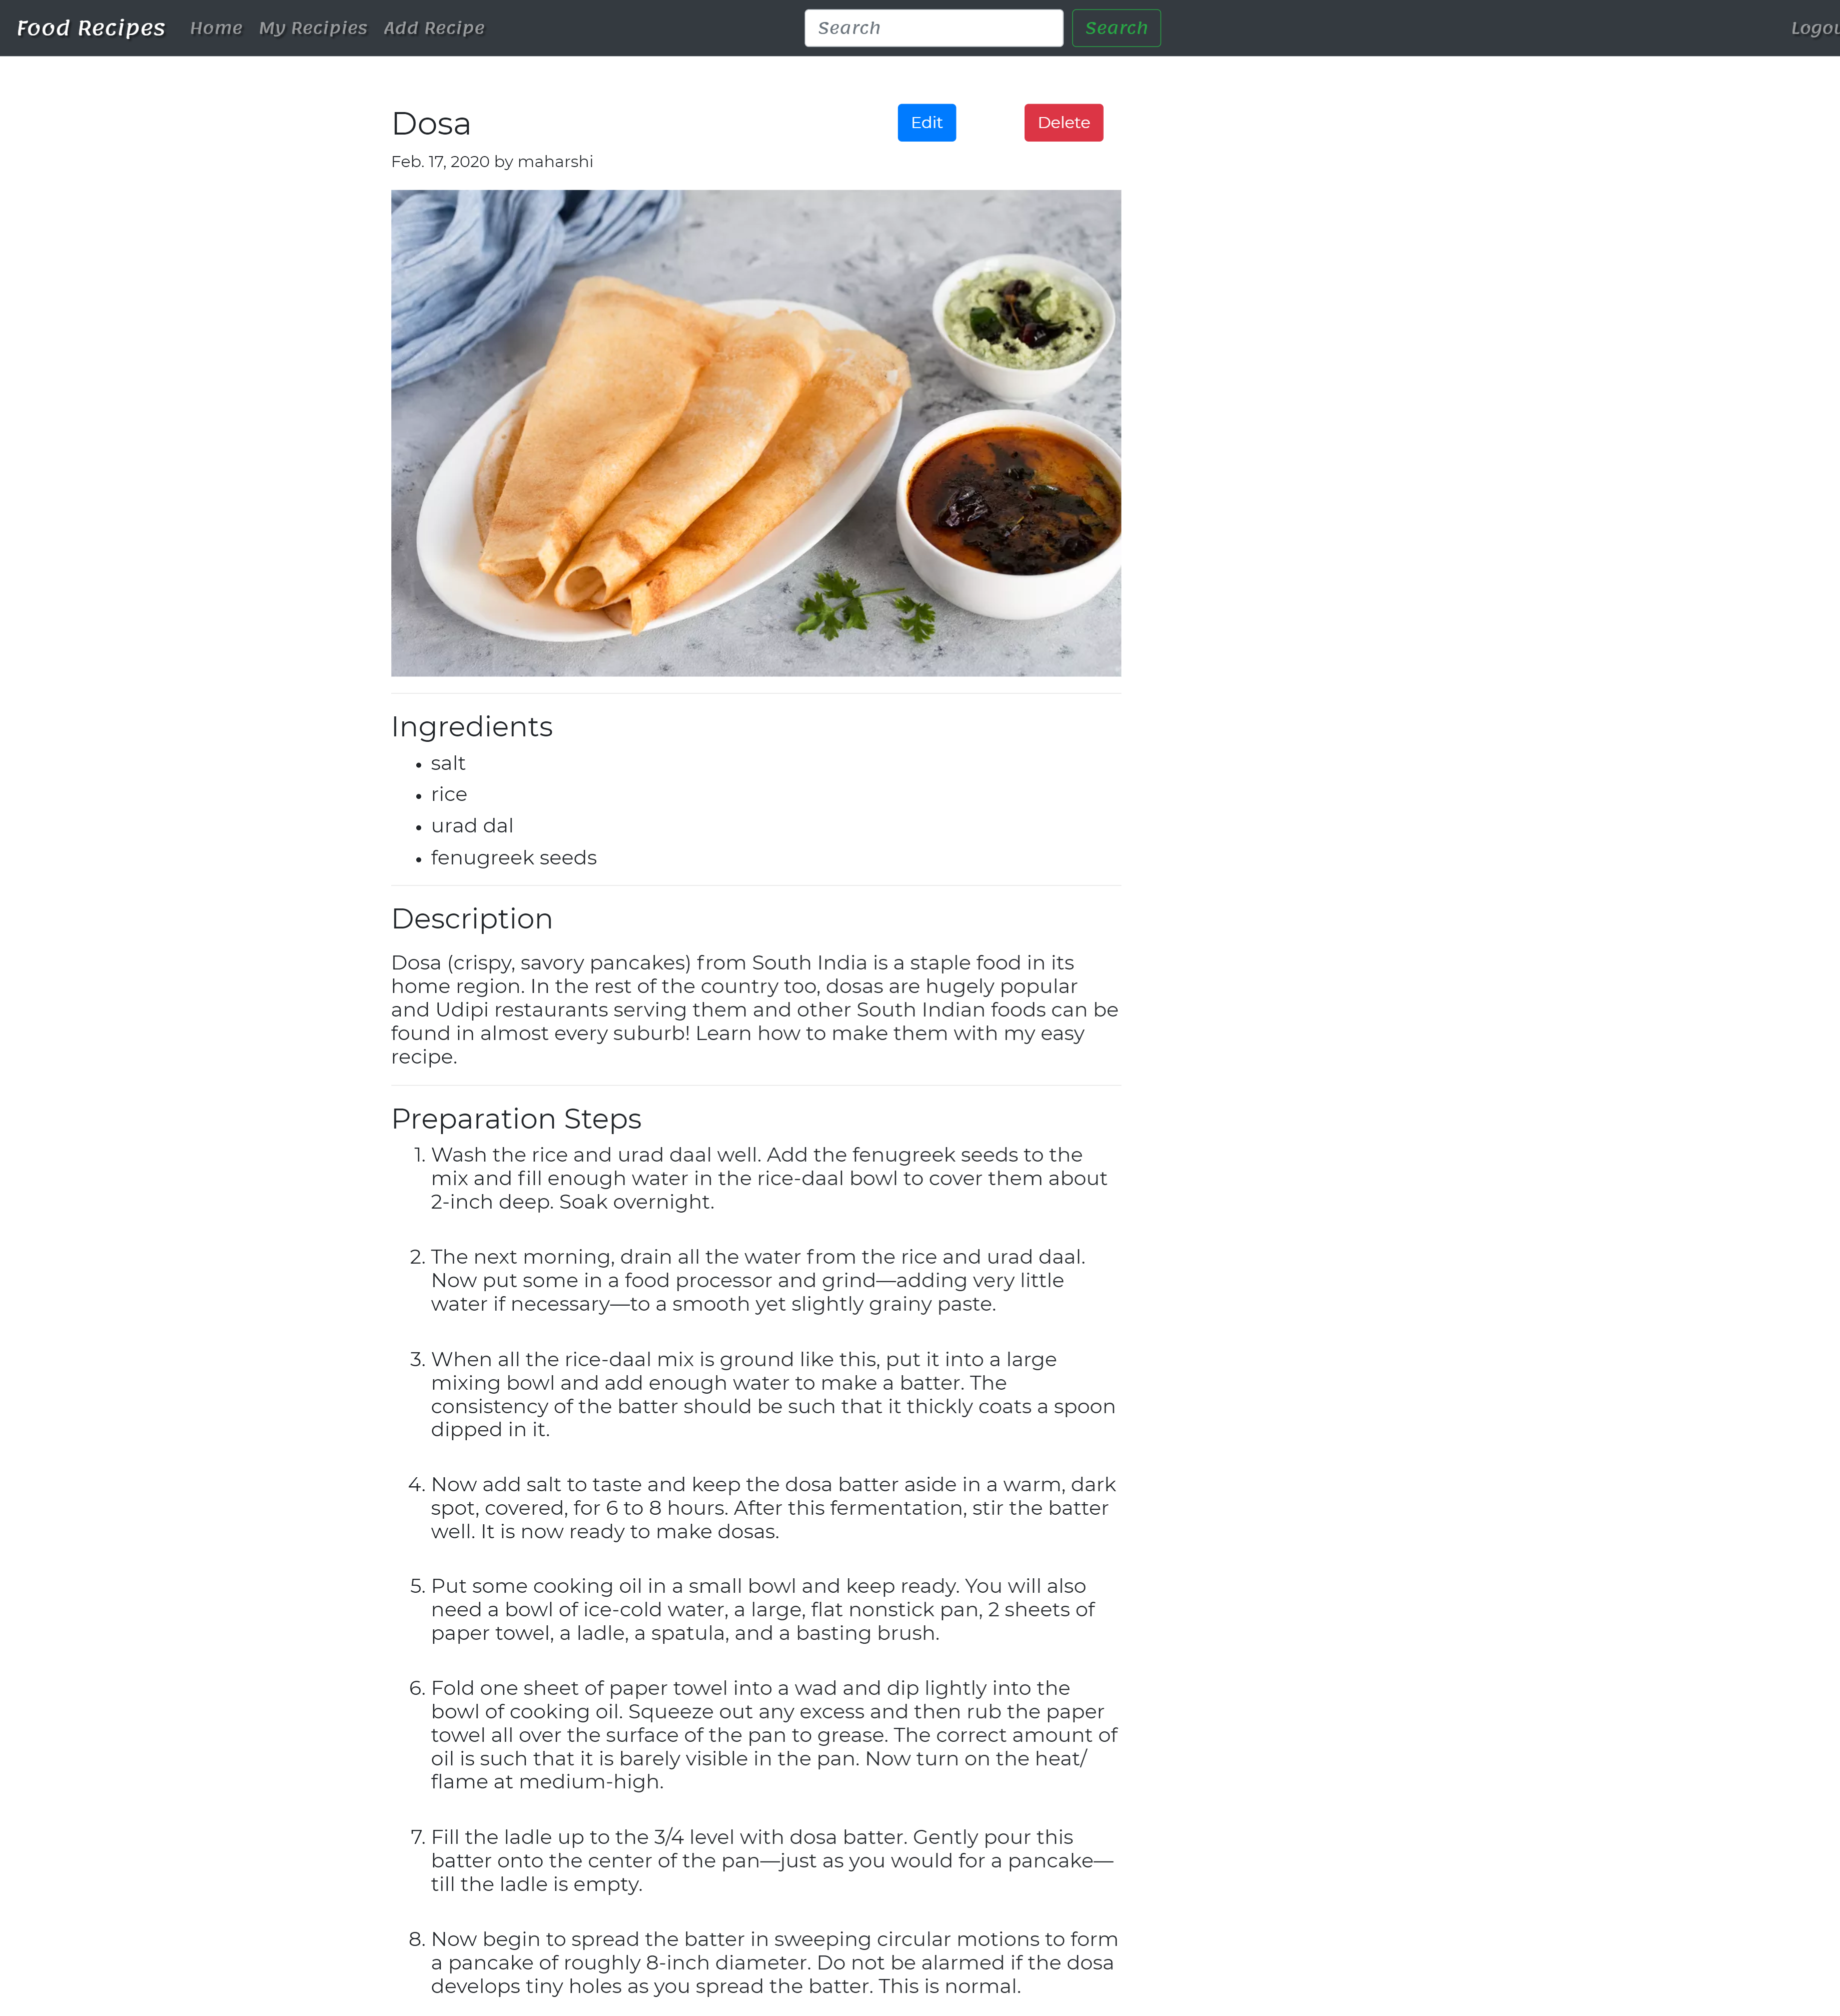 Food Recipes Home My Recipies Add Recipe Search Search
Dosa Edit Delete
Feb. 17, 2020 by maharshi
Ingredients
• salt
• rice
• urad dal
• fenugreek seeds
Description
Dosa (crispy, savory pancakes) from South India is a staple food in its
home region. In the rest of the country too, dosas are hugely popular
and Udipi restaurants serving them and other South Indian foods can be
found in almost every suburb! Learn how to make them with my easy
recipe.
Preparation Steps
1. Wash the rice and urad daal well. Add the fenugreek seeds to the
mix and fill enough water in the rice-daal bowl to cover them about
2-inch deep. Soak overnight.
2. The next morning, drain all the water from the rice and urad daal.
Now put some in a food processor and grind—adding very little
water if necessary—to a smooth yet slightly grainy paste.
3. When all the rice-daal mix is ground like this, put it into a large
mixing bowl and add enough water to make a batter. The
consistency of the batter should be such that it thickly coats a spoon
dipped in it.
4. Now add salt to taste and keep the dosa batter aside in a warm, dark
spot, covered, for 6 to 8 hours. After this fermentation, stir the batter
well. It is now ready to make dosas.
5. Put some cooking oil in a small bowl and keep ready. You will also
need a bowl of ice-cold water, a large, flat nonstick pan, 2 sheets of
paper towel, a ladle, a spatula, and a basting brush.
6. Fold one sheet of paper towel into a wad and dip lightly into the
bowl of cooking oil. Squeeze out any excess and then rub the paper
towel all over the surface of the pan to grease. The correct amount of
oil is such that it is barely visible in the pan. Now turn on the heat/
flame at medium-high.
7. Fill the ladle up to the 3/4 level with dosa batter. Gently pour this
batter onto the center of the pan—just as you would for a pancake—
till the ladle is empty.
8. Now begin to spread the batter in sweeping circular motions to form
a pancake of roughly 8-inch diameter. Do not be alarmed if the dosa
develops tiny holes as you spread the batter. This is normal.